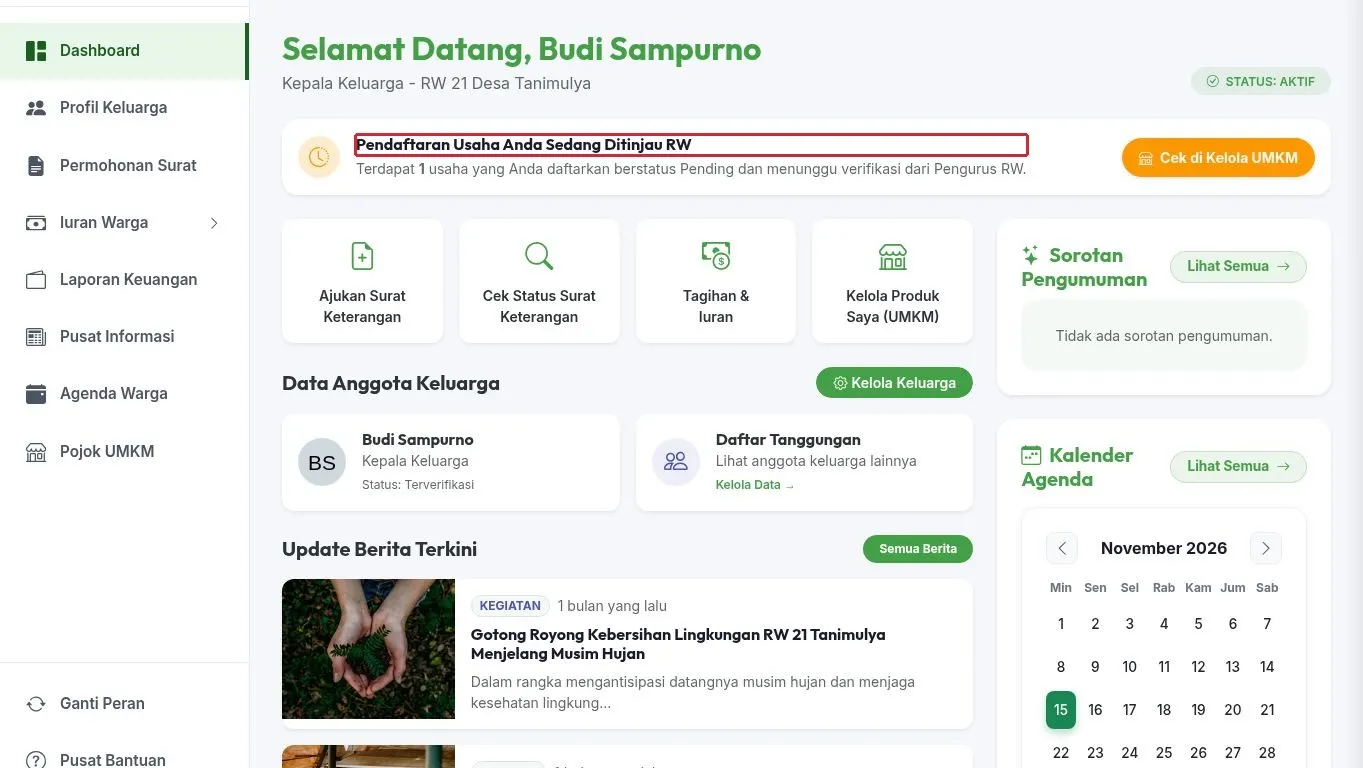 Dashboard
Profil Keluarga
Permohonan Surat
Iuran Warga
Laporan Keuangan
Pusat Informasi
Agenda Warga
Pojok UMKM
Ganti Peran
Pusat Bantuan
Selamat Datang, Budi Sampurno
Kepala Keluarga - RW 21 Desa Tanimulya
STATUS: AKTIF
Pendaftaran Usaha Anda Sedang Ditinjau RW
Terdapat 1 usaha yang Anda daftarkan berstatus Pending dan menunggu verifikasi dari Pengurus RW.
Cek di Kelola UMKM
Ajukan Surat
Keterangan
Cek Status Surat
Keterangan
Tagihan &
Iuran
Kelola Produk
Saya (UMKM)
Data Anggota Keluarga
Kelola Keluarga
BS
Budi Sampurno
Kepala Keluarga
Status: Terverifikasi
Daftar Tanggungan
Lihat anggota keluarga lainnya
Kelola Data →
Update Berita Terkini
Semua Berita
KEGIATAN 1 bulan yang lalu
Gotong Royong Kebersihan Lingkungan RW 21 Tanimulya
Menjelang Musim Hujan
Dalam rangka mengantisipasi datangnya musim hujan dan menjaga
kesehatan lingkung...
Sorotan
Pengumuman
Lihat Semua →
Tidak ada sorotan pengumuman.
Kalender
Agenda
Lihat Semua →
November 2026
Min Sen Sel Rab Kam Jum Sab
1 2 3 4 5 6 7
8 9 10 11 12 13 14
15 16 17 18 19 20 21
22 23 24 25 26 27 28